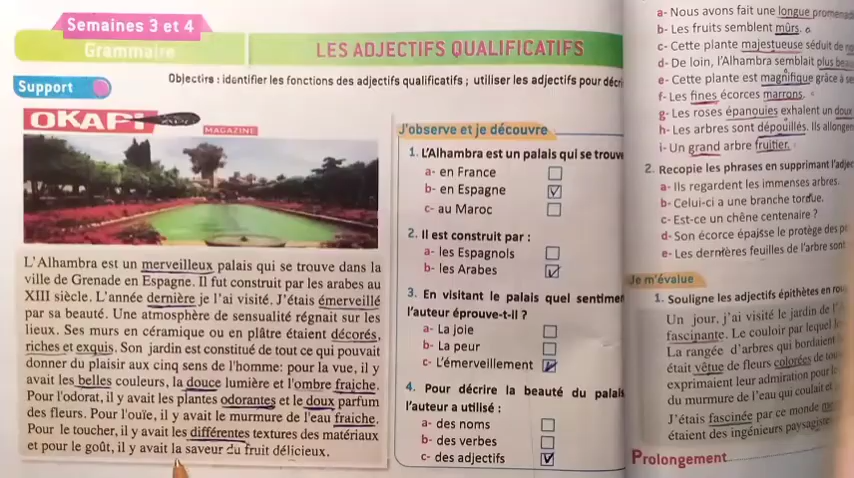 Semaines 3 et 4
Grammaire
LES ADJECTIFS QUALIFICATIFS
Support
Objectifs : identifier les fonctions des adjectifs qualificatifs ; utiliser les adjectifs pour
OKAPI
MAGAZINE
L'Alhambra est un merveilleux palais qui se trouve dans la
ville de Grenade en Espagne. Il fut construit par les arabes au
XIII siècle. L'année dernière je l'ai visité. J'étais émerveillé
par sa beauté. Une atmosphère de sensualité régnait sur les
lieux. Ses murs en céramique ou en plâtre étaient décorés,
riches et exquis. Son jardin est constitué de tout ce qui pouvait
donner du plaisir aux cinq sens de l'homme: pour la vue, il y
avait les belles couleurs, la douce lumière et l'ombre fraiche.
Pour l'odorat, il y avait les plantes odorantes et le doux parfum
des fleurs. Pour l'ouïe, il y avait le murmure de l'eau fraiche.
Pour le toucher, il y avait les différentes textures des matériaux
et pour le goût, il y avait la saveur du fruit délicieux.
J'observe et je découvre
1. L'Alhambra est un palais qui se
a- en France
b- en Espagne
c- au Maroc
2. Il est construit par :
a- les Espagnols
b- les Arabes
3. En visitant le palais quel
l'auteur éprouve-t-il ?
a- La joie
b- La peur
c- L'émerveillement
4. Pour décrire la beauté du palais
l'auteur a utilisé :
a- des noms
b- des verbes
c- des adjectifs
a- Nous avons fait une longue
b- Les fruits semblent mûrs.
c- Cette plante majestueuse séduit de
d- De loin, l'Alhambra semblait plus
e- Cette plante est magnifique grâce à
f- Les fines écorces marrons.
g- Les roses épanouies exhalent un doux
h- Les arbres sont dépouillés. Ils
i- Un grand arbre fruitier.
2. Recopie les phrases en supprimant
a- Ils regardent les immenses arbres.
b- Celui-ci a une branche tordue.
c- Est-ce un chêne centenaire ?
d- Son écorce épaisse le protège des
e- Les dernières feuilles de l'arbre sont
Je m'évalue
1. Souligne les adjectifs épithètes en
Un jour, j'ai visité le jardin de
fascinante. Le couloir par lequel
La rangée d'arbres qui bordaient
était vêtue de fleurs colorées de
exprimaient leur admiration pour le
du murmure de l'eau qui coulait
J'étais fascinée par ce monde
étaient des ingénieurs
Prolongement